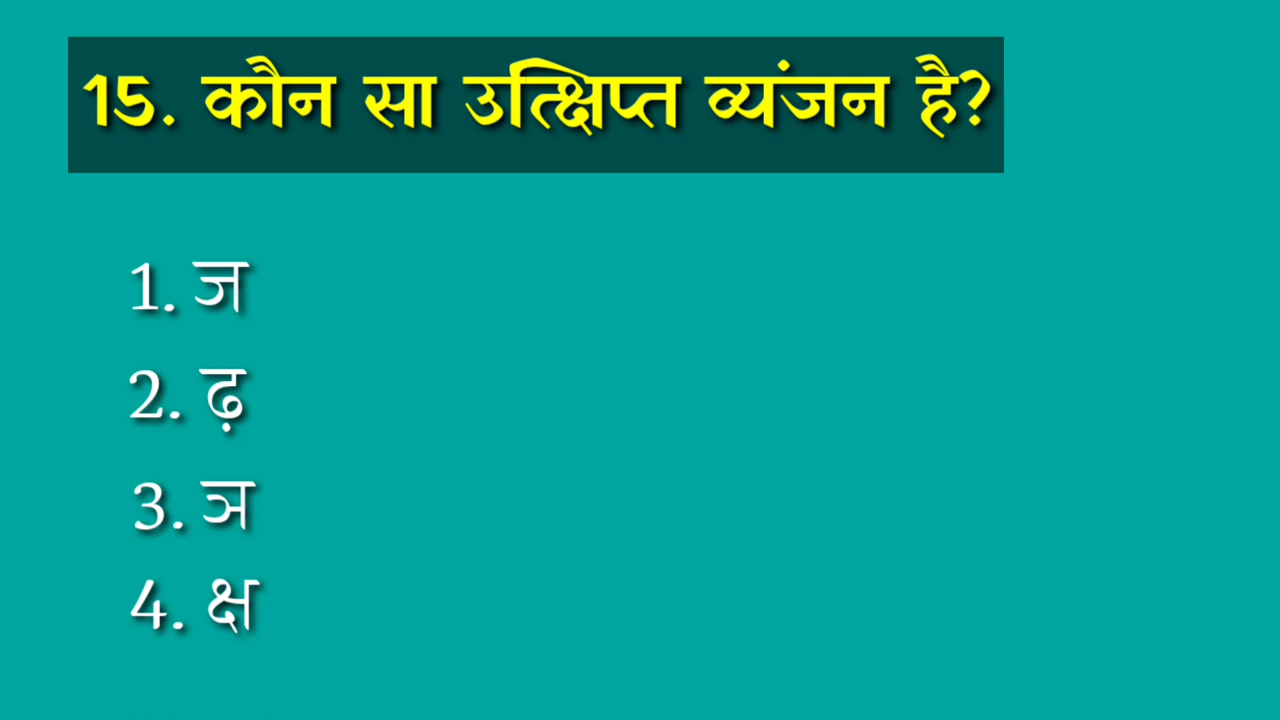 15. कौन सा उत्क्षिप्त व्यंजन है?
1. ज
2. ढ़
3. ञ
4. क्ष